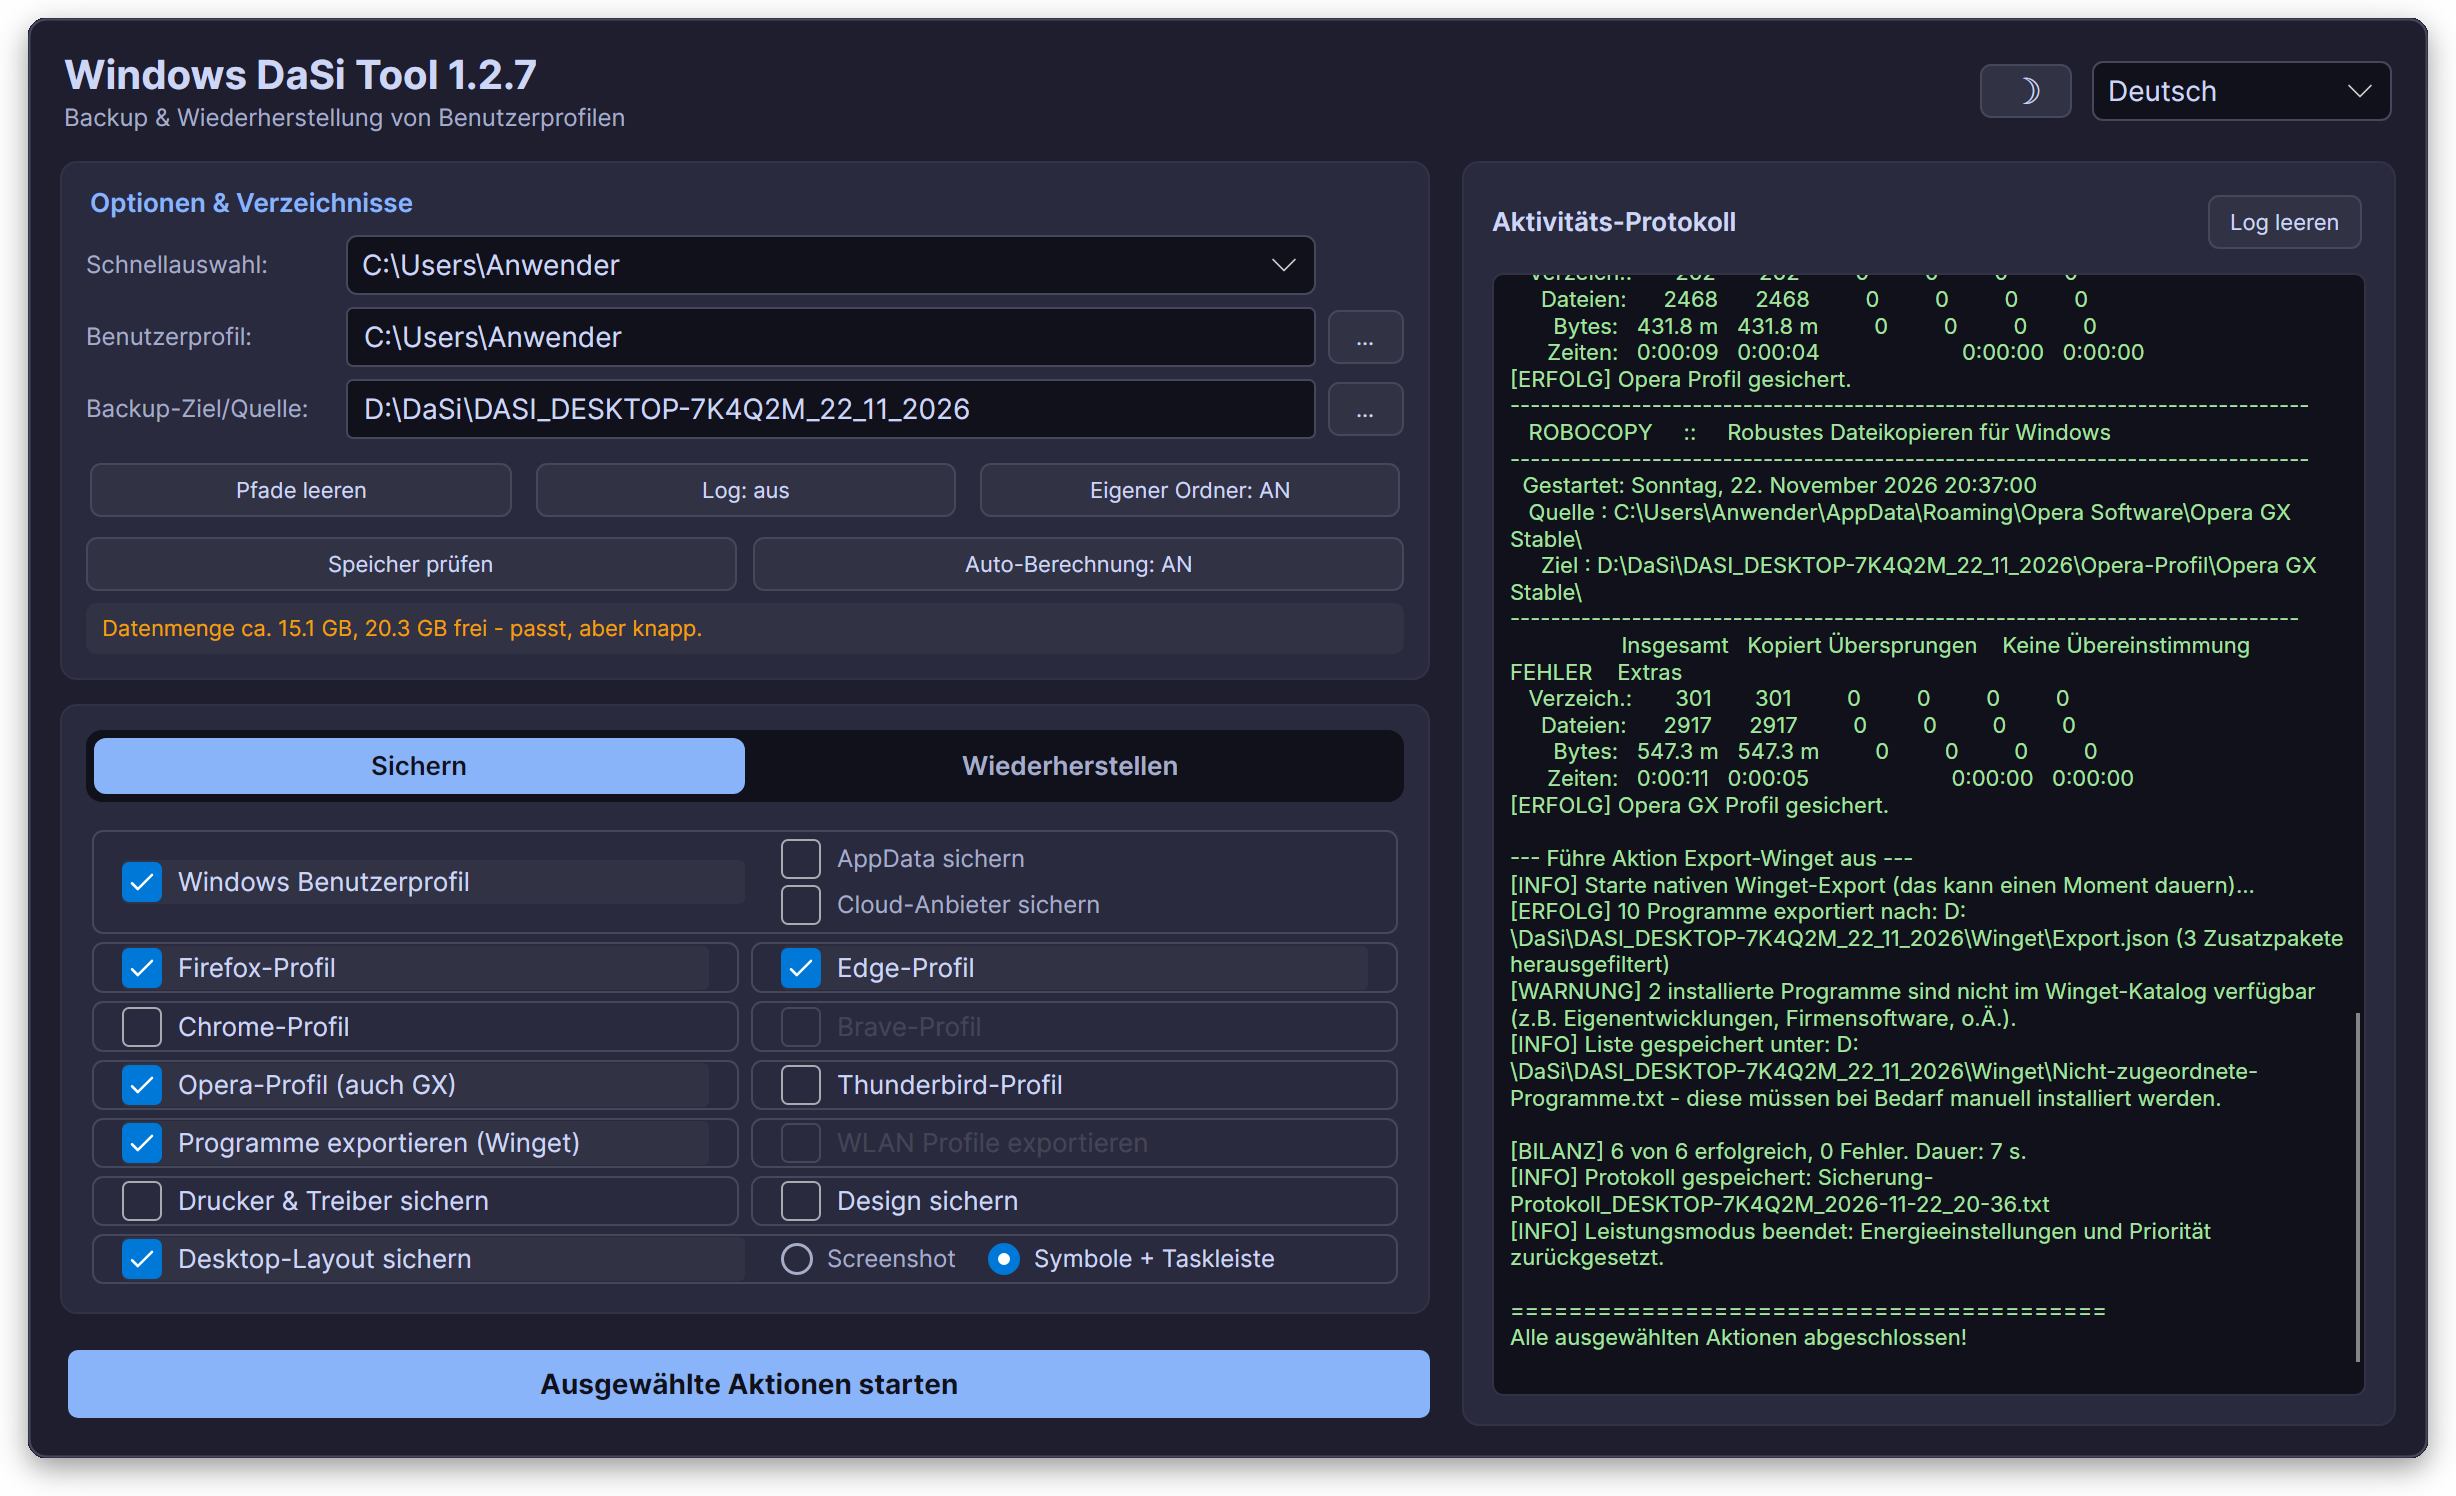 Windows DaSi Tool 1.2.7
Backup & Wiederherstellung von Benutzerprofilen
Deutsch
Optionen & Verzeichnisse
Schnellauswahl:
C:\Users\Anwender
Benutzerprofil:
C:\Users\Anwender
...
Backup-Ziel/Quelle:
D:\DaSi\DASI_DESKTOP-7K4Q2M_22_11_2026
...
Pfade leeren
Log: aus
Eigener Ordner: AN
Speicher prüfen
Auto-Berechnung: AN
Datenmenge ca. 15.1 GB, 20.3 GB frei - passt, aber knapp.
Sichern
Wiederherstellen
Windows Benutzerprofil
AppData sichern
Cloud-Anbieter sichern
Firefox-Profil
Edge-Profil
Chrome-Profil
Brave-Profil
Opera-Profil (auch GX)
Thunderbird-Profil
Programme exportieren (Winget)
WLAN Profile exportieren
Drucker & Treiber sichern
Design sichern
Desktop-Layout sichern
Screenshot
Symbole + Taskleiste
Ausgewählte Aktionen starten
Aktivitäts-Protokoll
Log leeren
Verzeich.: 262 262 0 0 0 0
Dateien: 2468 2468 0 0 0 0
Bytes: 431.8 m 431.8 m 0 0 0 0
Zeiten: 0:00:09 0:00:04 0:00:00 0:00:00
[ERFOLG] Opera Profil gesichert.
-------------------------------------------------------------------------------
ROBOCOPY :: Robustes Dateikopieren für Windows
-------------------------------------------------------------------------------
Gestartet: Sonntag, 22. November 2026 20:37:00
Quelle : C:\Users\Anwender\AppData\Roaming\Opera Software\Opera GX
Stable\
Ziel : D:\DaSi\DASI_DESKTOP-7K4Q2M_22_11_2026\Opera-Profil\Opera GX
Stable\
------------------------------------------------------------------------------
Insgesamt Kopiert Übersprungen Keine Übereinstimmung
FEHLER Extras
Verzeich.: 301 301 0 0 0 0
Dateien: 2917 2917 0 0 0 0
Bytes: 547.3 m 547.3 m 0 0 0 0
Zeiten: 0:00:11 0:00:05 0:00:00 0:00:00
[ERFOLG] Opera GX Profil gesichert.
--- Führe Aktion Export-Winget aus ---
[INFO] Starte nativen Winget-Export (das kann einen Moment dauern)...
[ERFOLG] 10 Programme exportiert nach: D:
\DaSi\DASI_DESKTOP-7K4Q2M_22_11_2026\Winget\Export.json (3 Zusatzpakete
herausgefiltert)
[WARNUNG] 2 installierte Programme sind nicht im Winget-Katalog verfügbar
(z.B. Eigenentwicklungen, Firmensoftware, o.Ä.).
[INFO] Liste gespeichert unter: D:
\DaSi\DASI_DESKTOP-7K4Q2M_22_11_2026\Winget\Nicht-zugeordnete-
Programme.txt - diese müssen bei Bedarf manuell installiert werden.
[BILANZ] 6 von 6 erfolgreich, 0 Fehler. Dauer: 7 s.
[INFO] Protokoll gespeichert: Sicherung-
Protokoll_DESKTOP-7K4Q2M_2026-11-22_20-36.txt
[INFO] Leistungsmodus beendet: Energieeinstellungen und Priorität
zurückgesetzt.
=========================================
Alle ausgewählten Aktionen abgeschlossen!